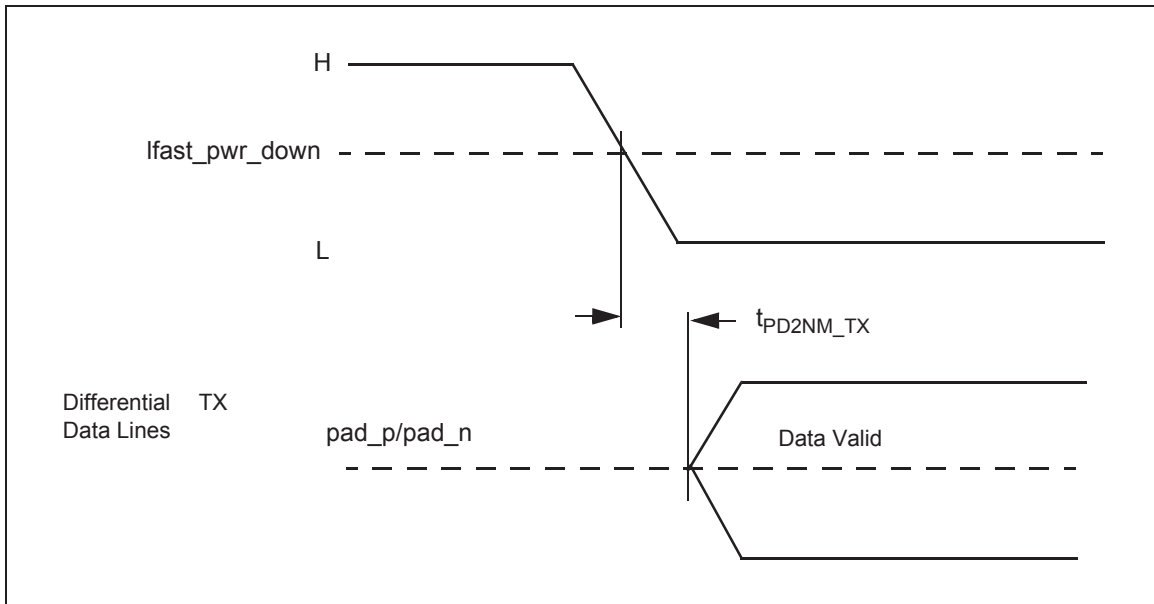 H
lfast_pwr_down
L
tPD2NM_TX
Differential TX
Data Lines
pad_p/pad_n
Data Valid